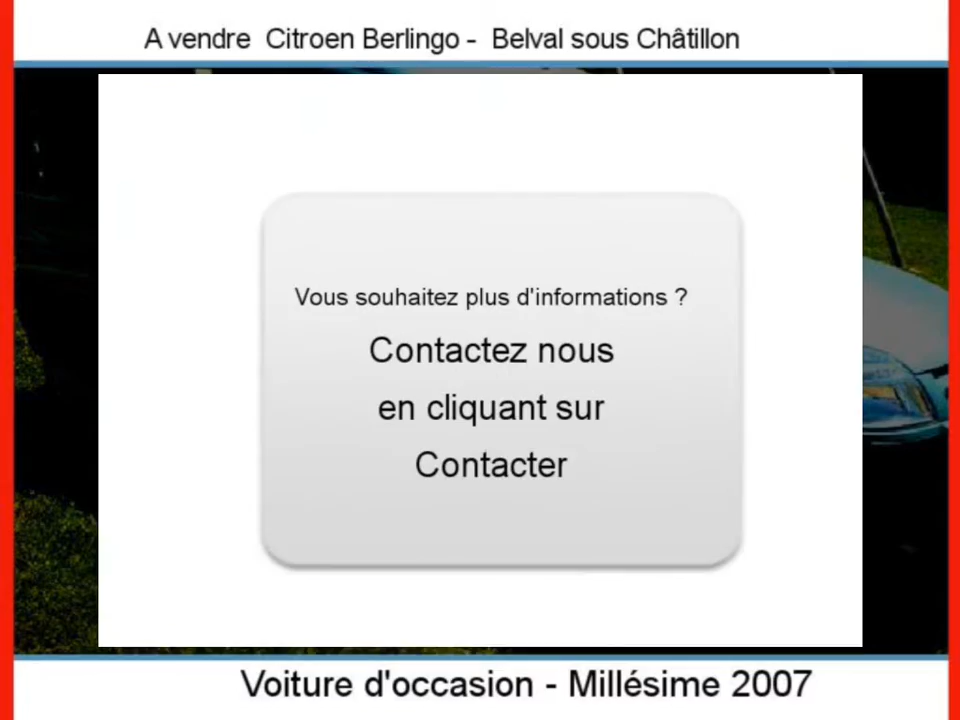 A vendre Citroen Berlingo - Belval sous Châtillon
Vous souhaitez plus d'informations ?
Contactez nous
en cliquant sur
Contacter
Voiture d'occasion - Millésime 2007